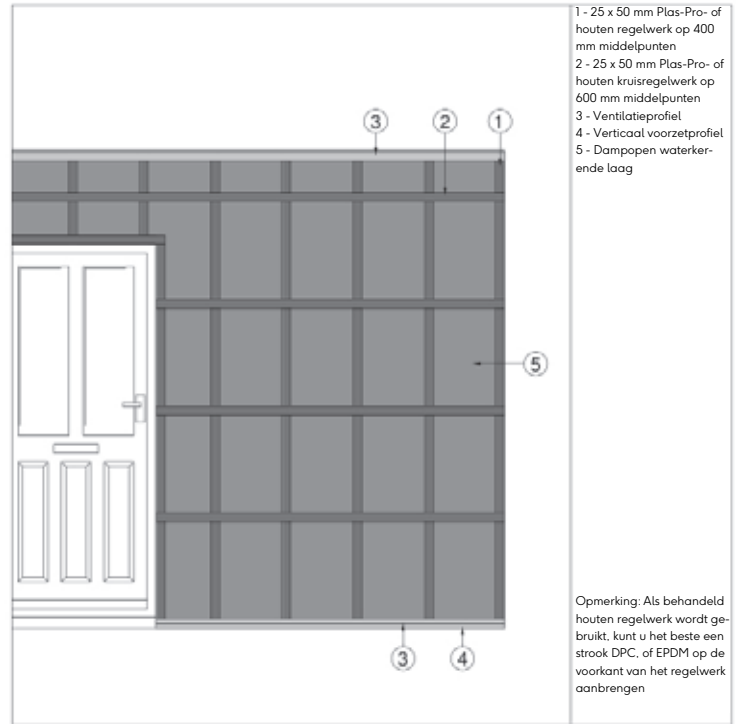 1 - 25 x 50 mm Plas-Pro- of
houten regelwerk op 400
mm middelpunten
2 - 25 x 50 mm Plas-Pro- of
houten kruisregelwerk op
600 mm middelpunten
3 - Ventilatieprofiel
4 - Verticaal voorzetprofiel
5 - Dampopen waterker-
ende laag
3
2
1
5
3
4
Opmerking: Als behandeld
houten regelwerk wordt ge-
bruikt, kunt u het beste een
strook DPC, of EPDM op de
voorkant van het regelwerk
aanbrengen